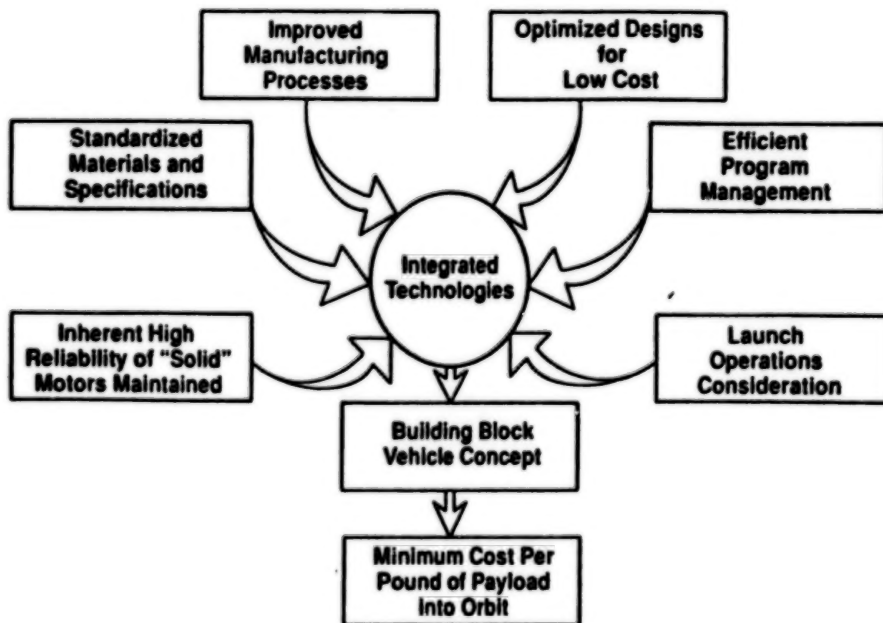 Improved
Manufacturing
Processes
Optimized Designs
for
Low Cost
Standardized
Materials and
Specifications
Efficient
Program
Management
Integrated
Technologies
Inherent High
Reliability of "Solid"
Motors Maintained
Launch
Operations
Consideration
Building Block
Vehicle Concept
Minimum Cost Per
Pound of Payload
Into Orbit